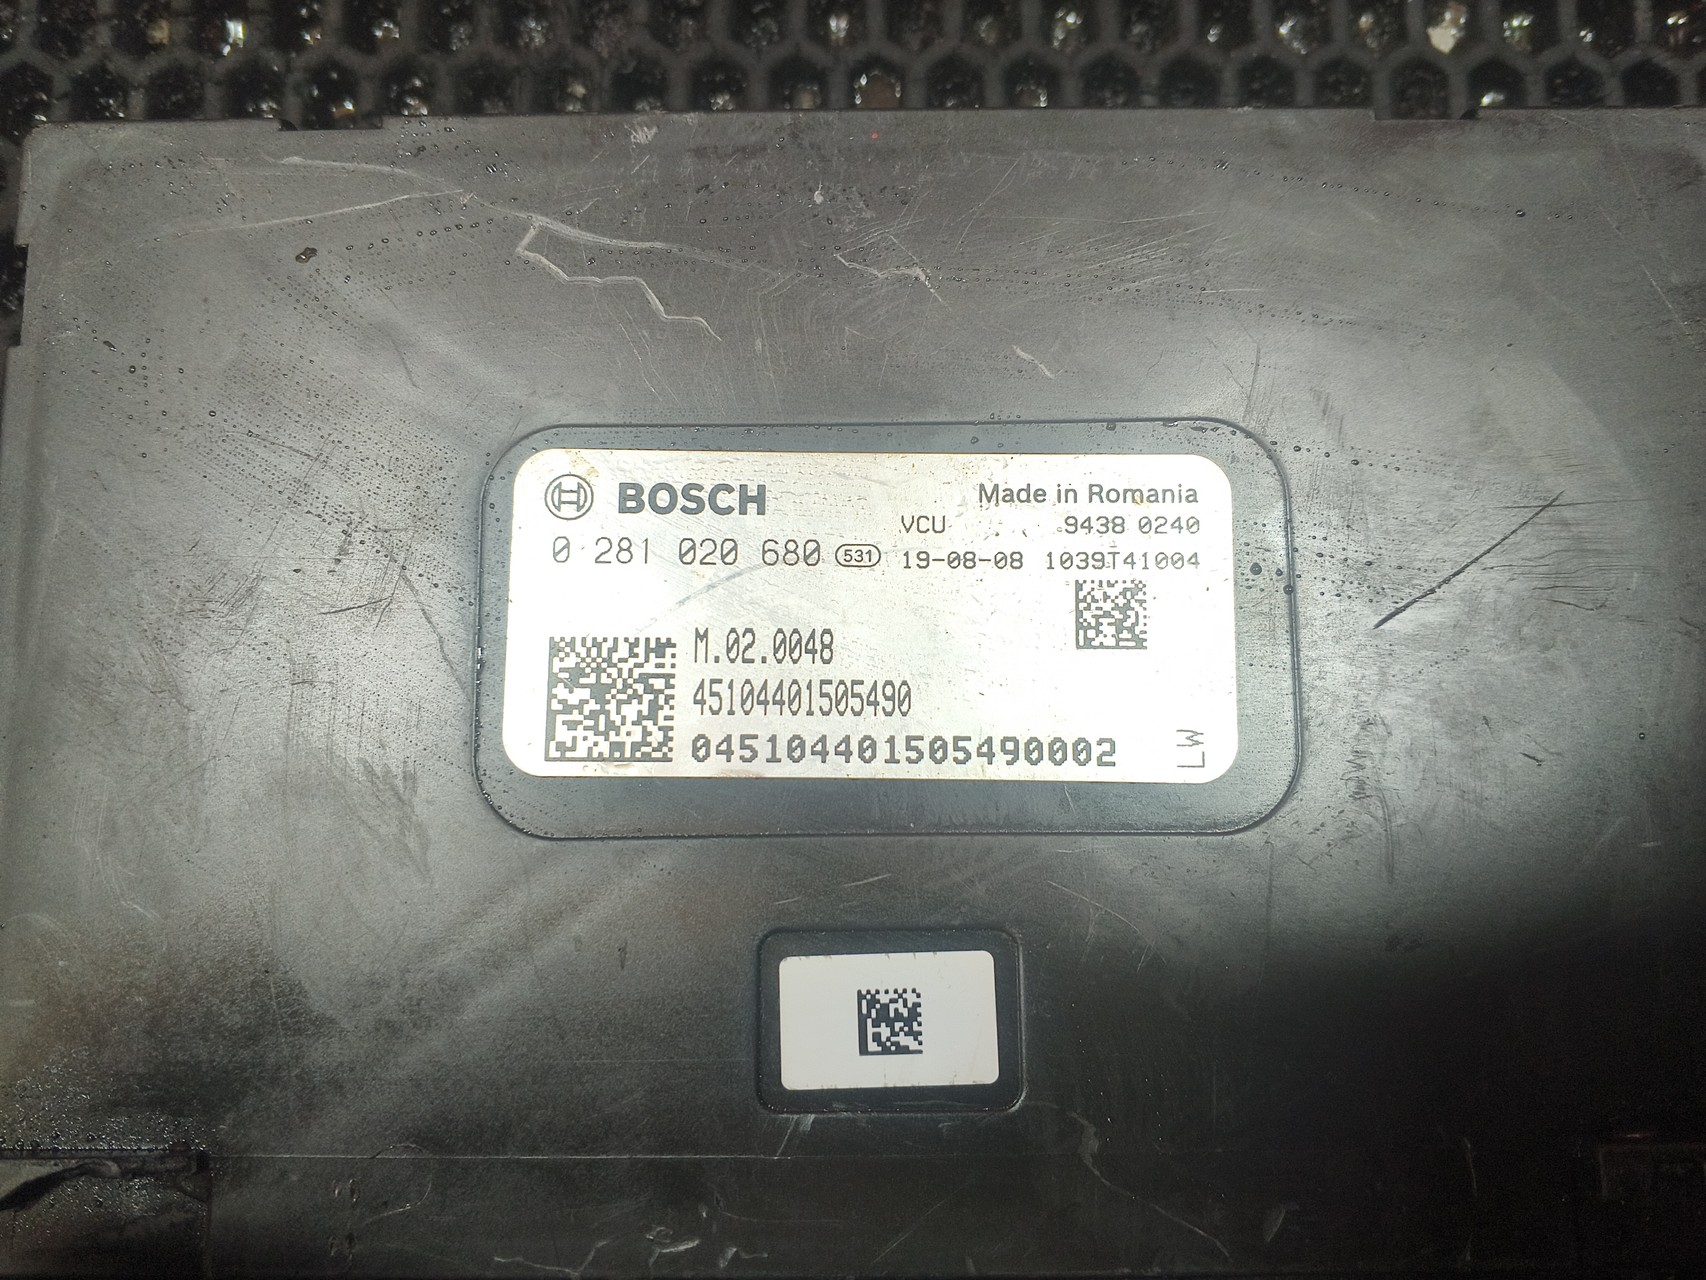 BOSCH
Made in Romania
VCU 9438 0240
0 281 020 680 531 19-08-08 1039T41004
M.02.0048
45104401505490
045104401505490002
LW